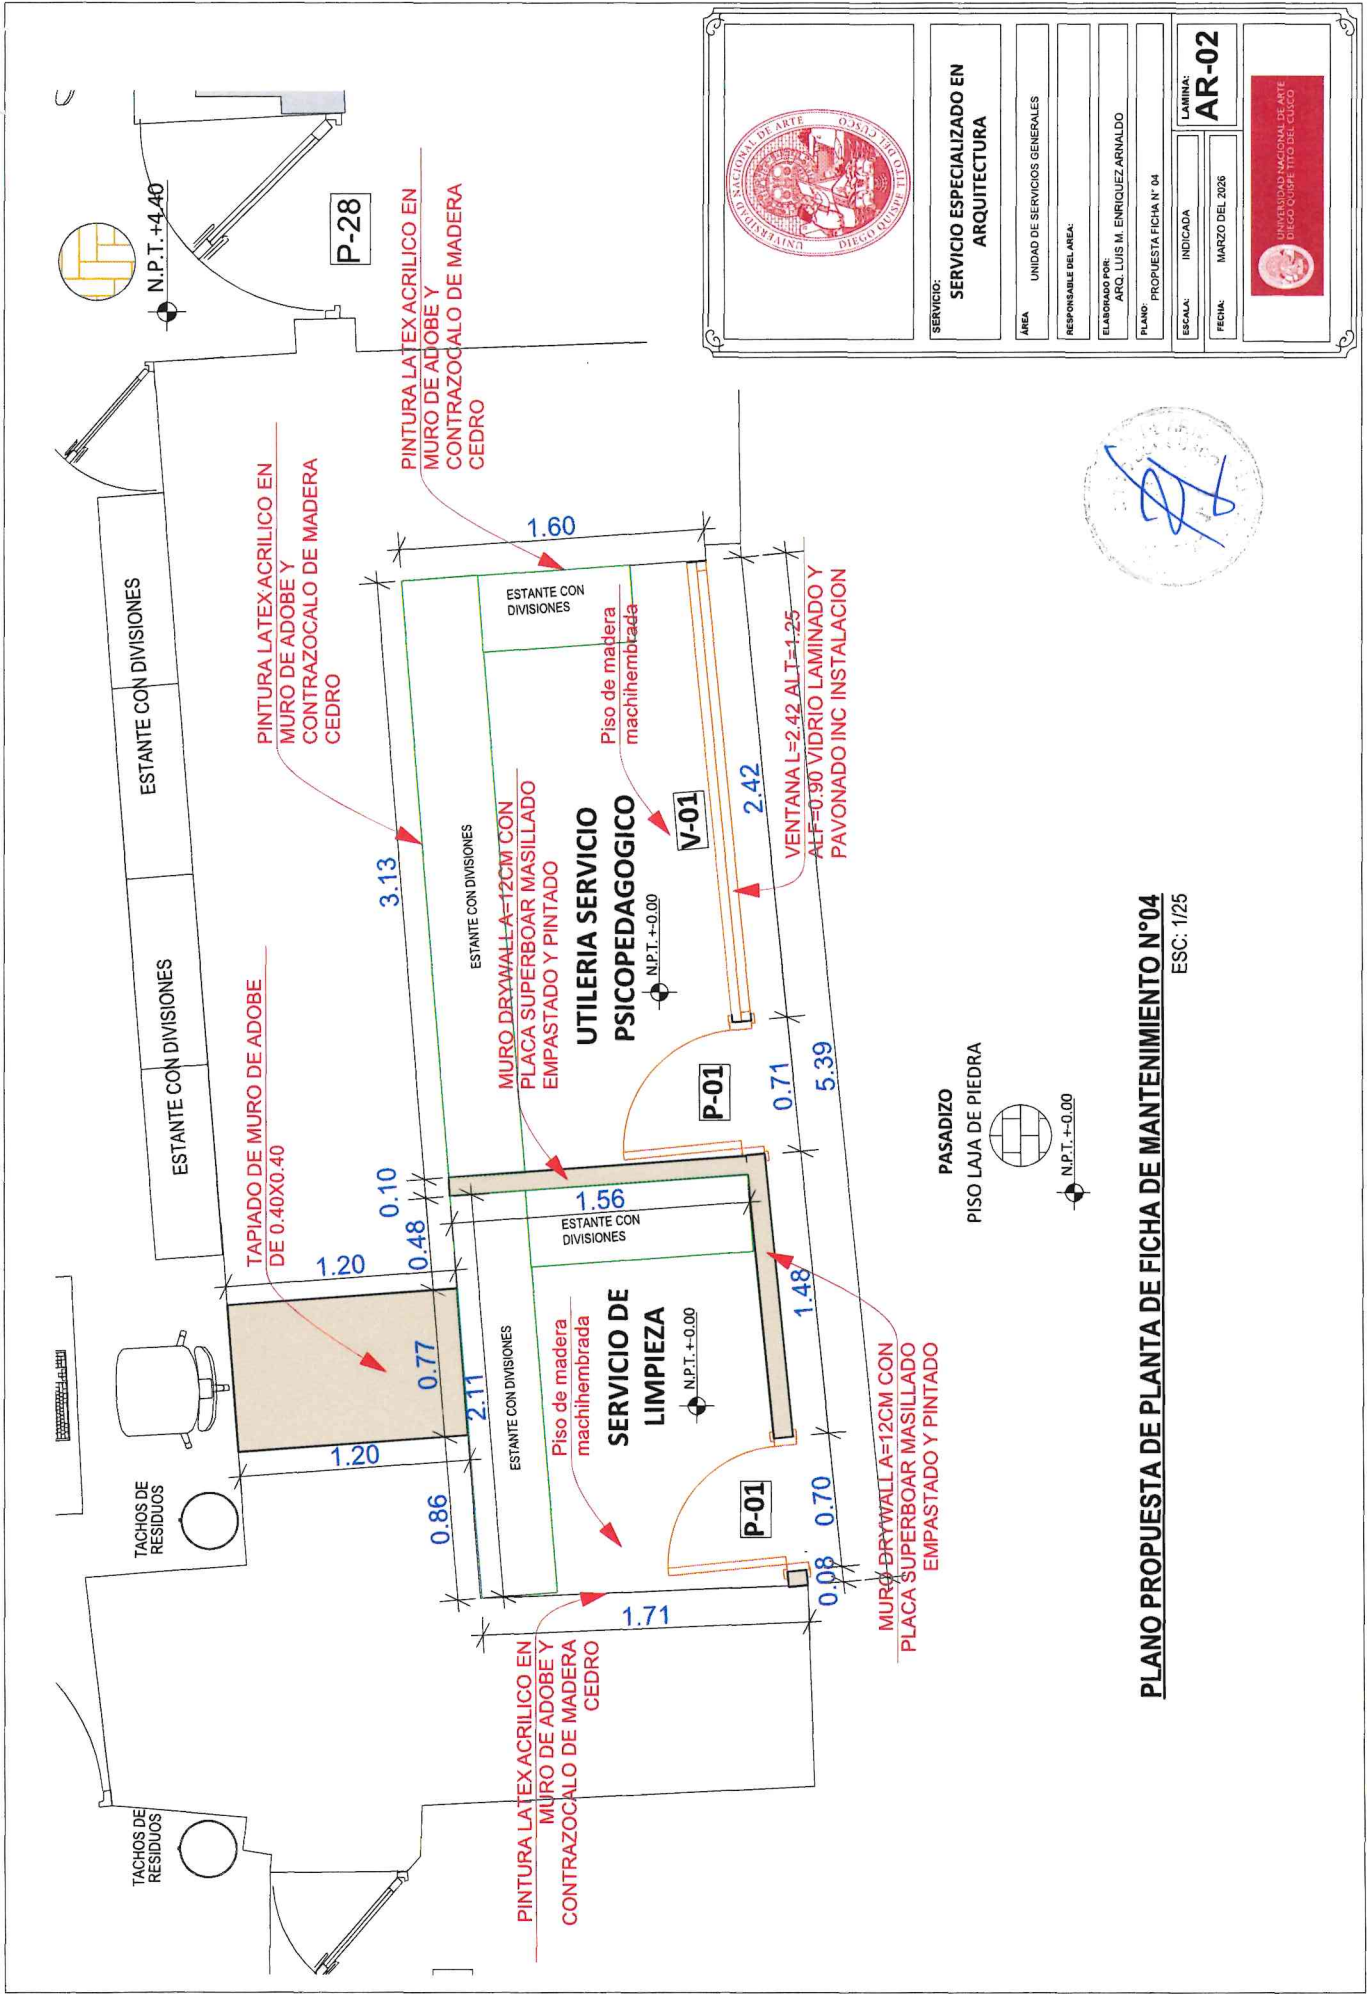 TACHOS DE
RESIDUOS
TACHOS DE
RESIDUOS
ESTANTE CON DIVISIONES
ESTANTE CON DIVISIONES
N.P.T.+4.40
P-28
TAPIADO DE MURO DE ADOBE
DE 0.40X0.40
PINTURA LATEX ACRILICO EN
MURO DE ADOBE Y
CONTRAZOCALO DE MADERA
CEDRO
PINTURA LATEX ACRILICO EN
MURO DE ADOBE Y
CONTRAZOCALO DE MADERA
CEDRO
1.20
1.20
0.77
0.86
0.48
0.10
3.13
1.60
2.11
ESTANTE CON DIVISIONES
ESTANTE CON DIVISIONES
ESTANTE CON
DIVISIONES
ESTANTE CON
DIVISIONES
1.56
MURO DRYWALL A=12CM CON
PLACA SUPERBOAR MASILLADO
EMPASTADO Y PINTADO
Piso de madera
machihembrada
Piso de madera
machihembrada
SERVICIO DE
LIMPIEZA
N.P.T. +-0.00
UTILERIA SERVICIO
PSICOPEDAGOGICO
N.P.T. +-0.00
V-01
P-01
P-01
1.71
0.08
0.70
1.48
0.71
2.42
5.39
PINTURA LATEX ACRILICO EN
MURO DE ADOBE Y
CONTRAZOCALO DE MADERA
CEDRO
VENTANA L=2.42 ALT=1.25
ALF=0.90 VIDRIO LAMINADO Y
PAVONADO INC INSTALACION
MURO DRYWALL A=12CM CON
PLACA SUPERBOAR MASILLADO
EMPASTADO Y PINTADO
PASADIZO
PISO LAJA DE PIEDRA
N.P.T. +-0.00
PLANO PROPUESTA DE PLANTA DE FICHA DE MANTENIMIENTO N°04
ESC: 1/25
UNIVERSIDAD NACIONAL DE ARTE
DIEGO QUISPE TITO DEL CUSCO
SERVICIO:
SERVICIO ESPECIALIZADO EN
ARQUITECTURA
ÁREA
UNIDAD DE SERVICIOS GENERALES
RESPONSABLE DEL AREA:
ELABORADO POR:
ARQ. LUIS M. ENRIQUEZ ARNALDO
PLANO:
PROPUESTA FICHA N° 04
ESCALA: INDICADA
FECHA: MARZO DEL 2026
LAMINA:
AR-02
UNIVERSIDAD NACIONAL DE ARTE
DIEGO QUISPE TITO DEL CUSCO